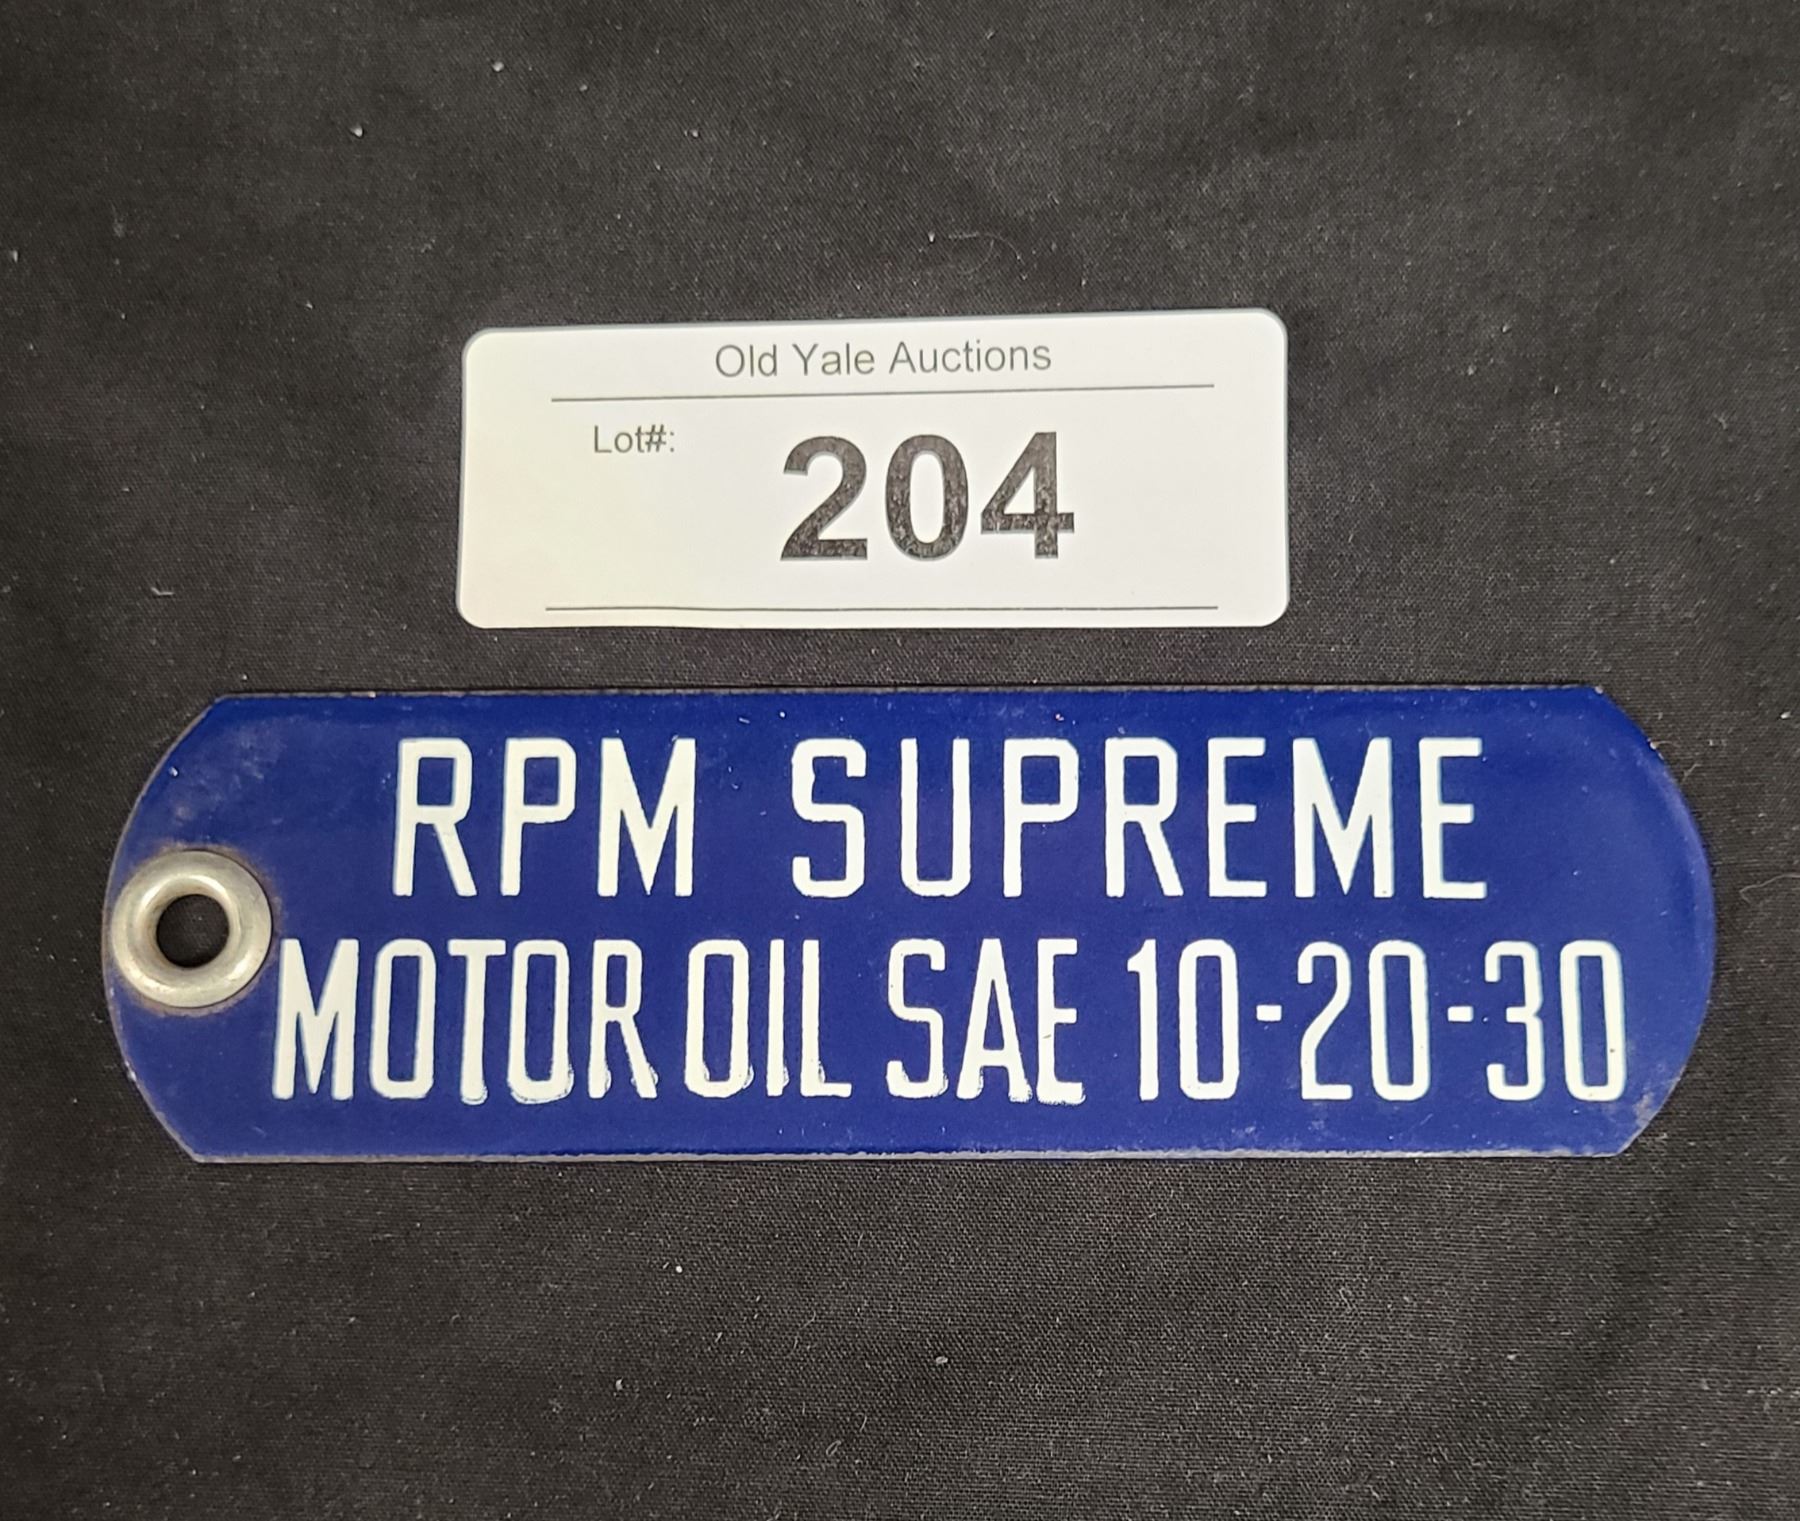 Old Yale Auctions
Lot#: 204
RPM SUPREME
MOTOR OIL SAE 10-20-30